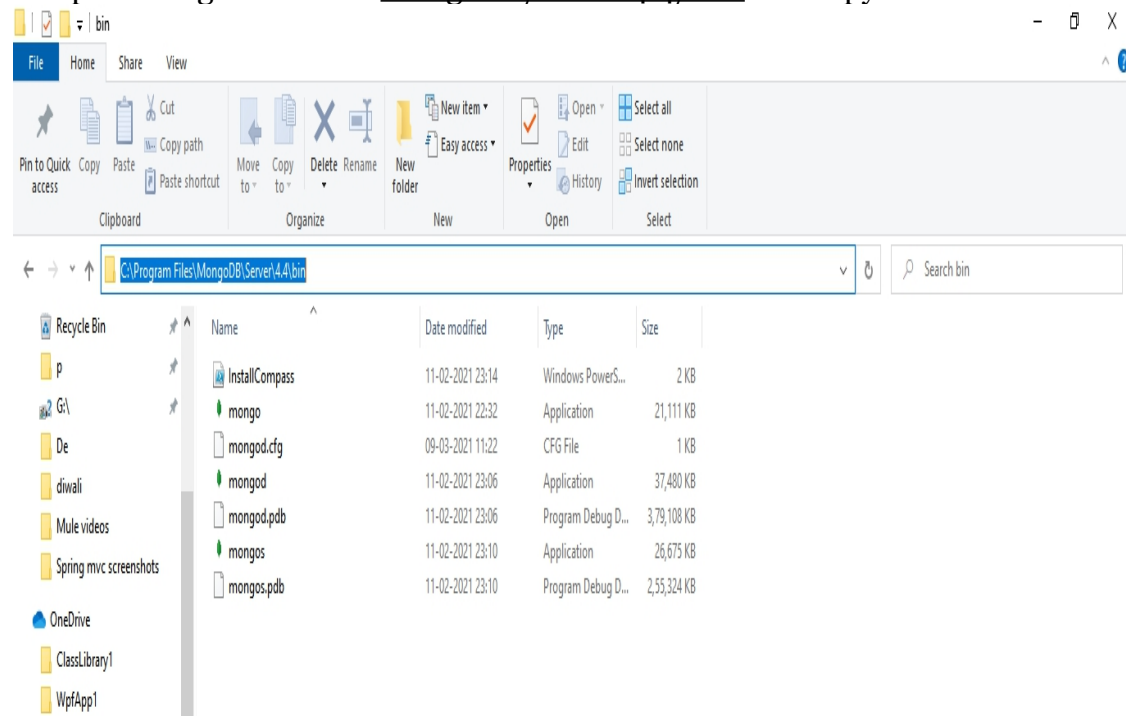 bin
File Home Share View
Pin to Quick access
Copy
Paste
Cut
Copy path
Paste shortcut
Clipboard
Move to
Copy to
Delete
Rename
Organize
New folder
New item
Easy access
New
Properties
Open
Edit
History
Open
Select all
Select none
Invert selection
Select
C:\Program Files\MongoDB\Server\4.4\bin
Search bin
Recycle Bin
p
G:\
De
diwali
Mule videos
Spring mvc screenshots
OneDrive
ClassLibrary1
WpfApp1
Name Date modified Type Size
InstallCompass 11-02-2021 23:14 Windows PowerS... 2 KB
mongo 11-02-2021 22:32 Application 21,111 KB
mongod.cfg 09-03-2021 11:22 CFG File 1 KB
mongod 11-02-2021 23:06 Application 37,480 KB
mongod.pdb 11-02-2021 23:06 Program Debug D... 3,79,108 KB
mongos 11-02-2021 23:10 Application 26,675 KB
mongos.pdb 11-02-2021 23:10 Program Debug D... 2,55,324 KB